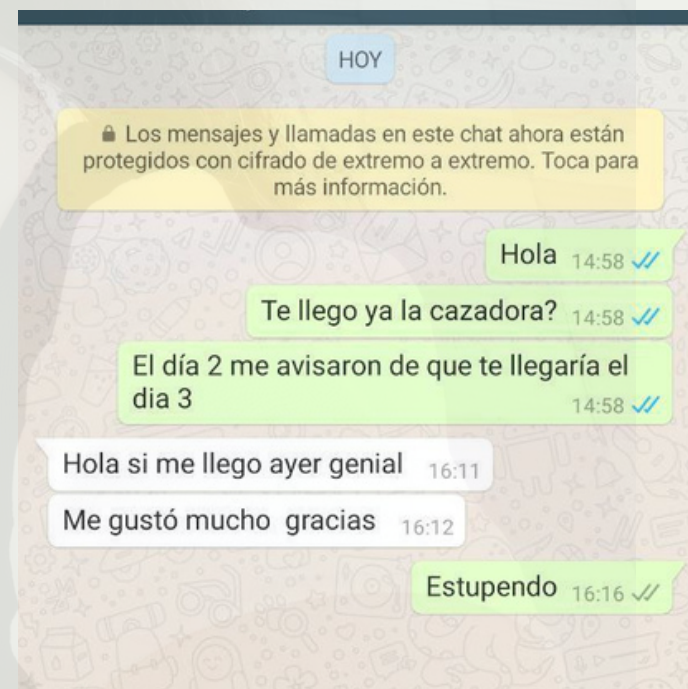 HOY
Los mensajes y llamadas en este chat ahora están
protegidos con cifrado de extremo a extremo. Toca para
más información.
Hola 14:58
Te llego ya la cazadora? 14:58
El día 2 me avisaron de que te llegaría el
dia 3 14:58
Hola si me llego ayer genial 16:11
Me gustó mucho gracias 16:12
Estupendo 16:16